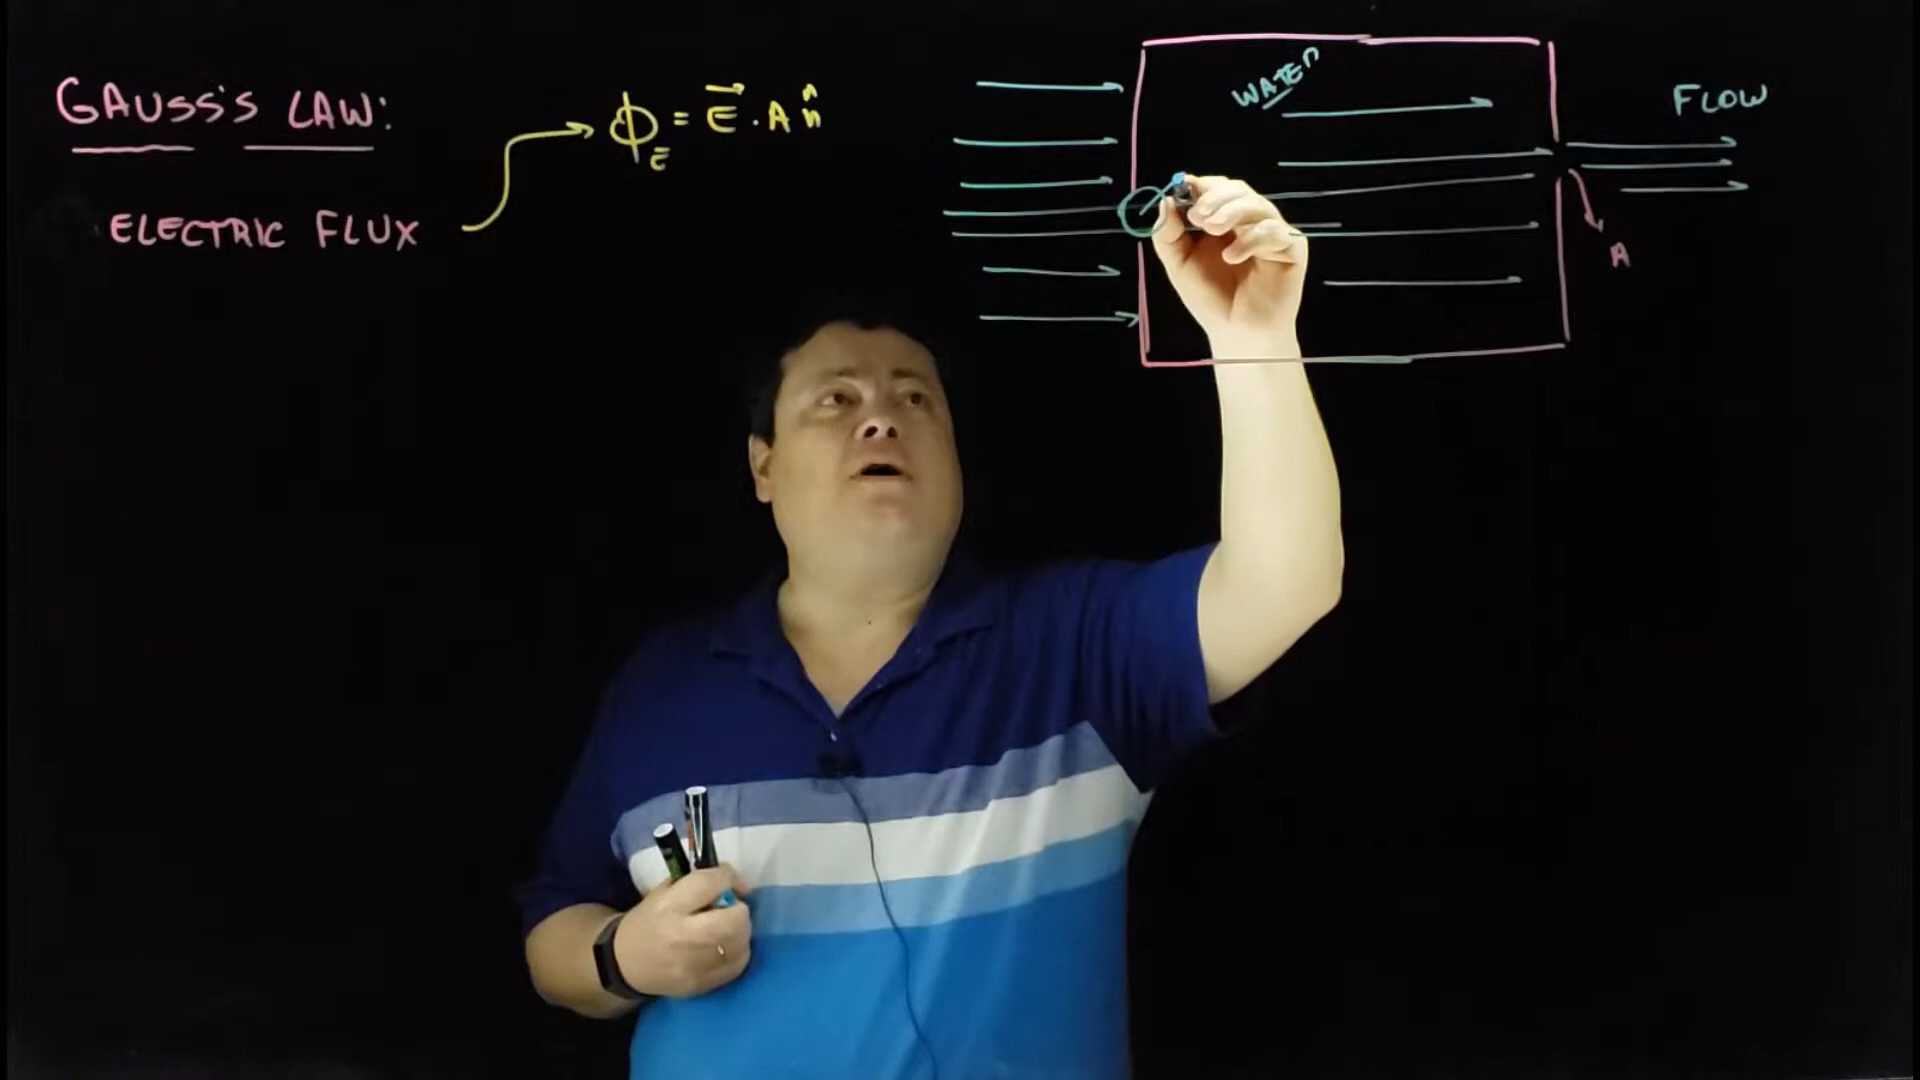 GAUSS'S LAW:
ELECTRIC FLUX
Φ_E = E⃗ · A n̂
WATER
FLOW
A